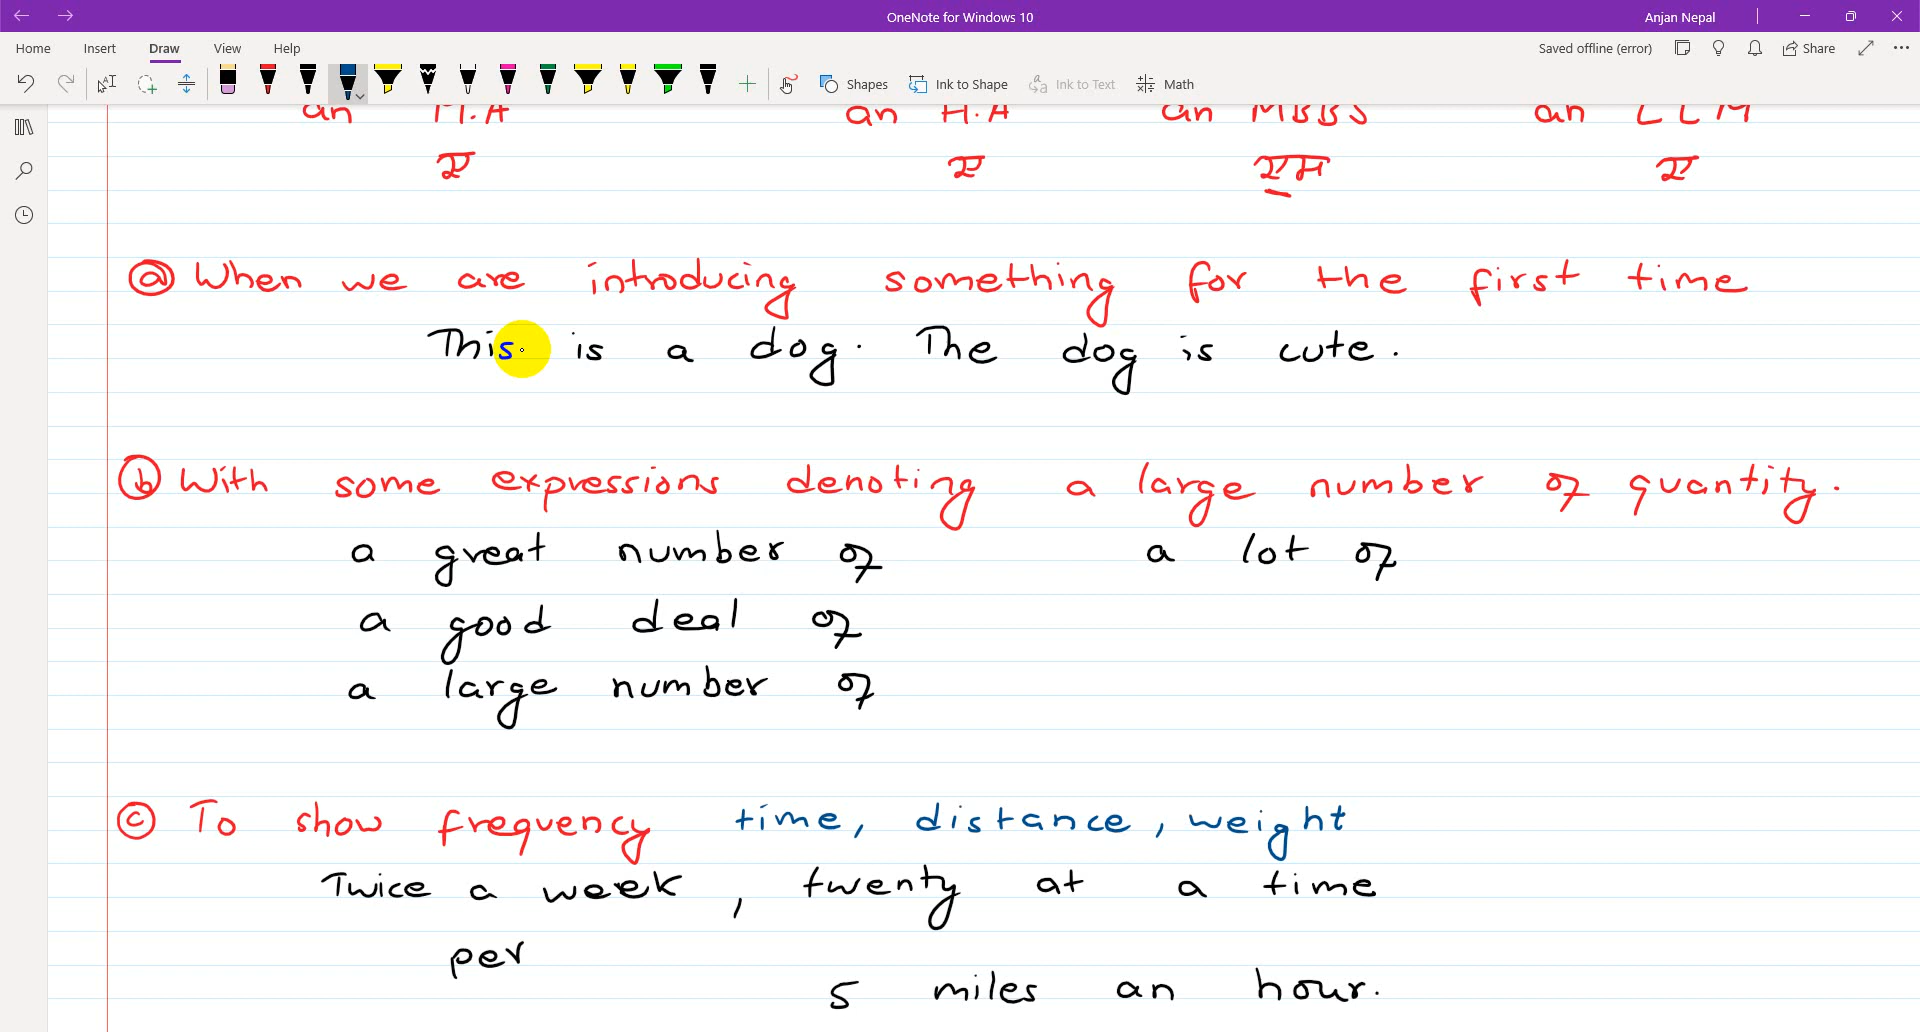 OneNote for Windows 10
Anjan Nepal
Home Insert Draw View Help
Saved offline (error) Share
Shapes Ink to Shape Ink to Text Math
an M.A an H.A an MBBS an LLM
ए ए एम ए
ⓐ When we are introducing something for the first time
This is a dog. The dog is cute.
ⓑ With some expressions denoting a large number of quantity.
a great number of a lot of
a good deal of
a large number of
ⓒ To show frequency time, distance, weight
Twice a week, twenty at a time
per
5 miles an hour.